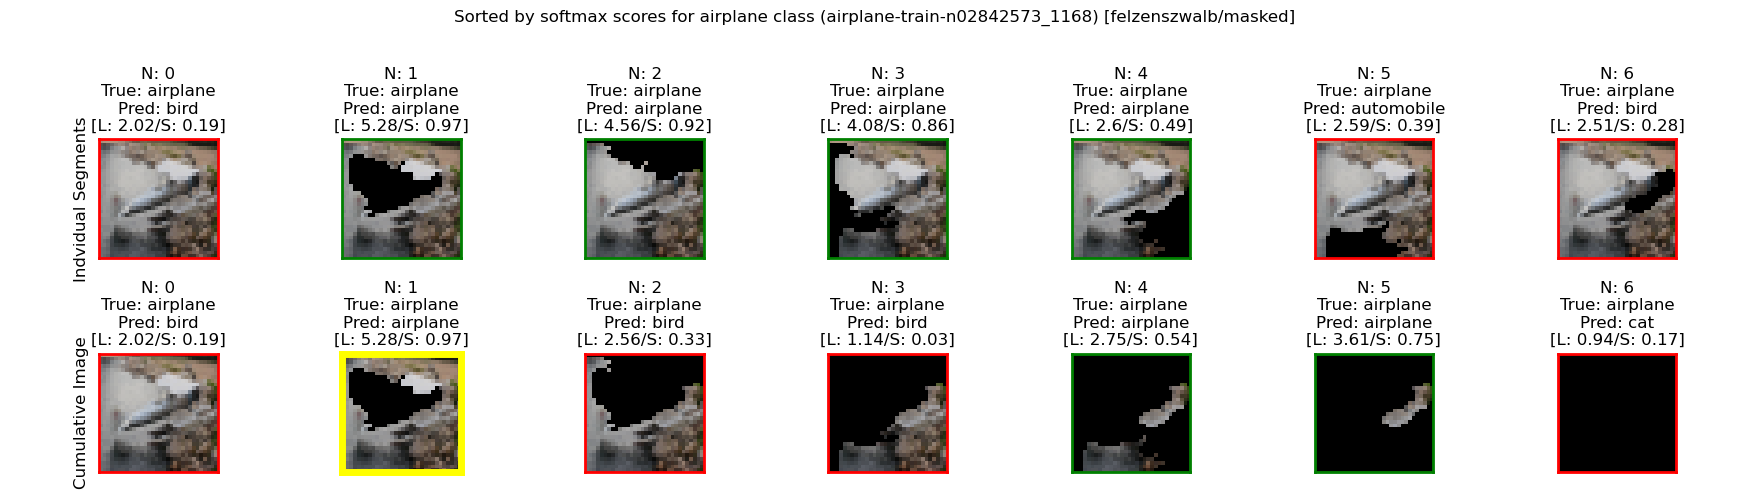 Sorted by softmax scores for airplane class (airplane-train-n02842573_1168) [felzenszwalb/masked]
Indvidual Segments
N: 0
True: airplane
Pred: bird
[L: 2.02/S: 0.19]
N: 1
True: airplane
Pred: airplane
[L: 5.28/S: 0.97]
N: 2
True: airplane
Pred: airplane
[L: 4.56/S: 0.92]
N: 3
True: airplane
Pred: airplane
[L: 4.08/S: 0.86]
N: 4
True: airplane
Pred: airplane
[L: 2.6/S: 0.49]
N: 5
True: airplane
Pred: automobile
[L: 2.59/S: 0.39]
N: 6
True: airplane
Pred: bird
[L: 2.51/S: 0.28]
Cumulative Image
N: 0
True: airplane
Pred: bird
[L: 2.02/S: 0.19]
N: 1
True: airplane
Pred: airplane
[L: 5.28/S: 0.97]
N: 2
True: airplane
Pred: bird
[L: 2.56/S: 0.33]
N: 3
True: airplane
Pred: bird
[L: 1.14/S: 0.03]
N: 4
True: airplane
Pred: airplane
[L: 2.75/S: 0.54]
N: 5
True: airplane
Pred: airplane
[L: 3.61/S: 0.75]
N: 6
True: airplane
Pred: cat
[L: 0.94/S: 0.17]